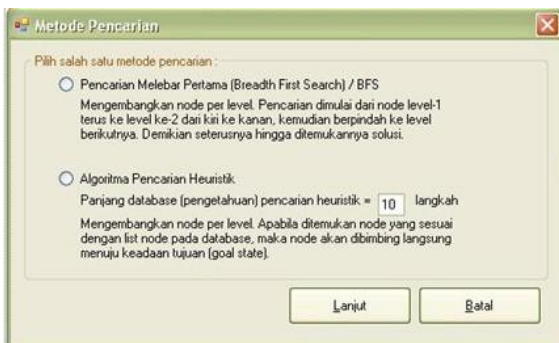 Metode Pencarian
Pilih salah satu metode pencarian :
Pencarian Melebar Pertama (Breadth First Search) / BFS
Mengembangkan node per level. Pencarian dimulai dari node level-1
terus ke level ke-2 dari kiri ke kanan, kemudian berpindah ke level
berikutnya. Demikian seterusnya hingga ditemukannya solusi.
Algoritma Pencarian Heuristik
Panjang database (pengetahuan) pencarian heuristik = 10 langkah
Mengembangkan node per level. Apabila ditemukan node yang sesuai
dengan list node pada database, maka node akan dibimbing langsung
menuju keadaan tujuan (goal state).
Lanjut Batal